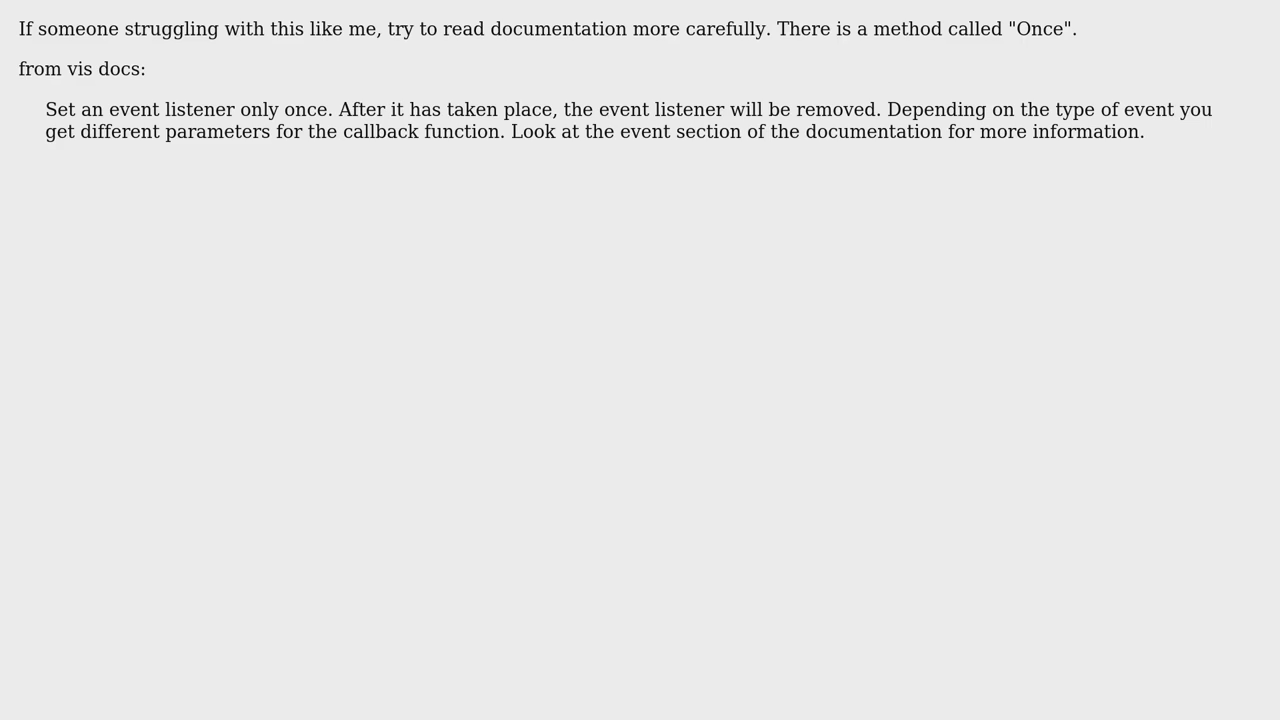 If someone struggling with this like me, try to read documentation more carefully. There is a method called "Once".
from vis docs:
Set an event listener only once. After it has taken place, the event listener will be removed. Depending on the type of event you
get different parameters for the callback function. Look at the event section of the documentation for more information.